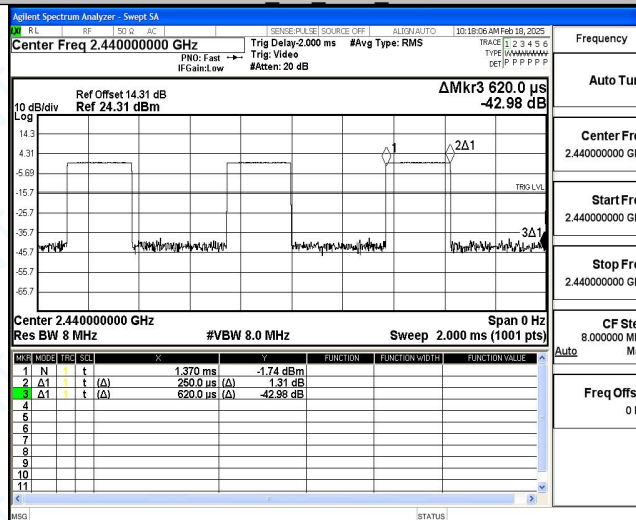 Agilent Spectrum Analyzer - Swept SA
RL RF 50 Ω AC SENSE:PULSE SOURCE OFF ALIGNAUTO 10:18:06 AM Feb 18, 2025
Center Freq 2.440000000 GHz
PNO: Fast
IFGain:Low
Trig Delay-2.000 ms #Avg Type: RMS
Trig: Video
#Atten: 20 dB
TRACE 1 2 3 4 5 6
TYPE
DET P P P P P P
ΔMkr3 620.0 µs
-42.98 dB
Ref Offset 14.31 dB
10 dB/div Ref 24.31 dBm
Log
14.3
4.31
-5.69
-15.7
-25.7
-35.7
-45.7
-55.7
-65.7
1
2Δ1
TRIG LVL
3Δ1
Center 2.440000000 GHz Span 0 Hz
Res BW 8 MHz #VBW 8.0 MHz Sweep 2.000 ms (1001 pts)
MKR MODE TRC SCL X Y FUNCTION FUNCTION WIDTH FUNCTION VALUE
1 N 1 t 1.370 ms -1.74 dBm
2 Δ1 1 t (Δ) 250.0 µs (Δ) 1.31 dB
3 Δ1 1 t (Δ) 620.0 µs (Δ) -42.98 dB
4
5
6
7
8
9
10
11
MSG STATUS
Frequency
Auto Tun
Center Fre
2.440000000 GH
Start Fre
2.440000000 GH
Stop Fre
2.440000000 GH
CF Ste
8.000000 MH
Auto Ma
Freq Offs
0 H